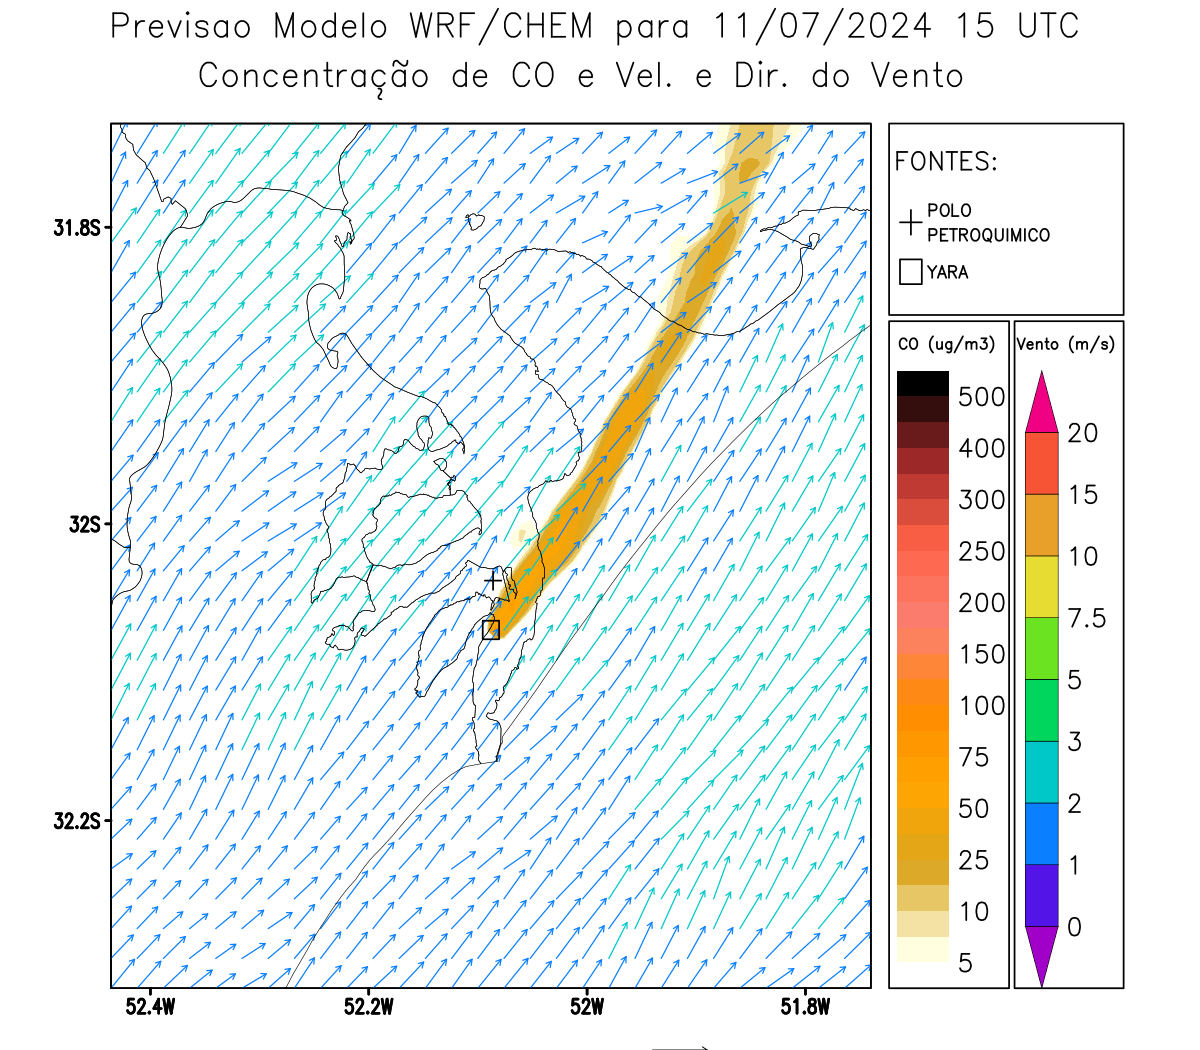 Previsao Modelo WRF/CHEM para 11/07/2024 15 UTC
Concentração de CO e Vel. e Dir. do Vento
FONTES:
POLO
PETROQUIMICO
YARA
CO (ug/m3)
500
400
300
250
200
150
100
75
50
25
10
5
Vento (m/s)
20
15
10
7.5
5
3
2
1
0
31.8S
32S
32.2S
52.4W 52.2W 52W 51.8W